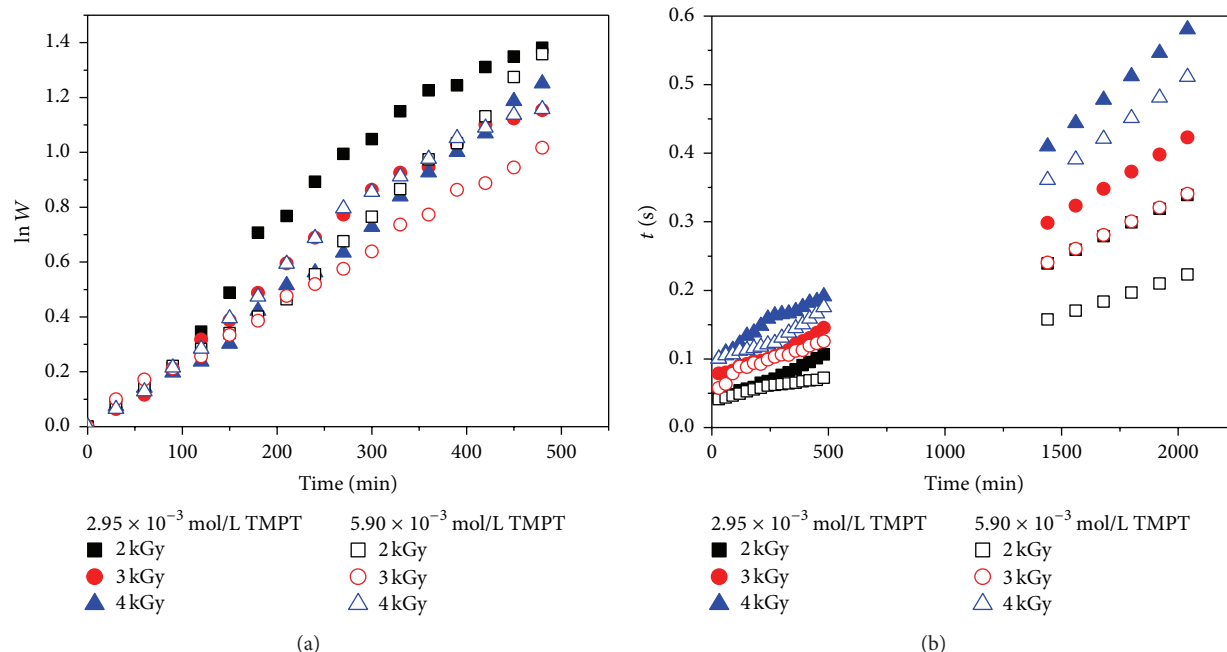 1.4
1.2
1.0
0.8
0.6
0.4
0.2
0.0
ln W
0 100 200 300 400 500
Time (min)
2.95 × 10⁻³ mol/L TMPT 5.90 × 10⁻³ mol/L TMPT
2 kGy 2 kGy
3 kGy 3 kGy
4 kGy 4 kGy
(a)
0.6
0.5
0.4
0.3
0.2
0.1
0.0
t (s)
0 500 1000 1500 2000
Time (min)
2.95 × 10⁻³ mol/L TMPT 5.90 × 10⁻³ mol/L TMPT
2 kGy 2 kGy
3 kGy 3 kGy
4 kGy 4 kGy
(b)